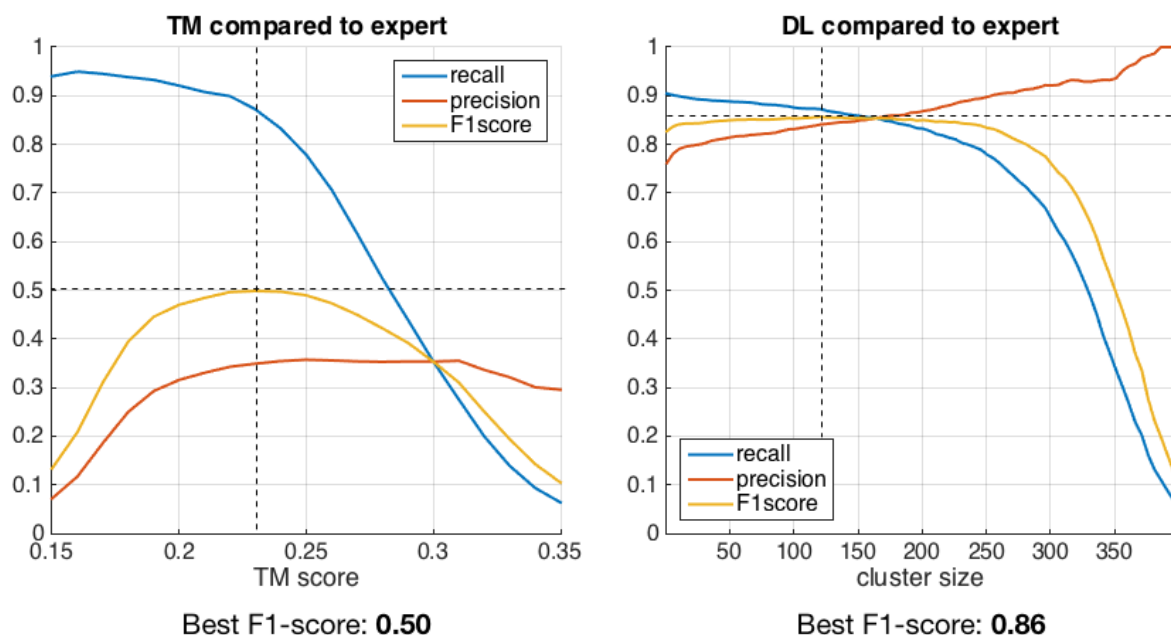 TM compared to expert
1
0.9
0.8
0.7
0.6
0.5
0.4
0.3
0.2
0.1
0
0.15
0.2
0.25
0.3
0.35
TM score
recall
precision
F1score
Best F1-score: 0.50
DL compared to expert
1
0.9
0.8
0.7
0.6
0.5
0.4
0.3
0.2
0.1
0
50
100
150
200
250
300
350
cluster size
recall
precision
F1score
Best F1-score: 0.86